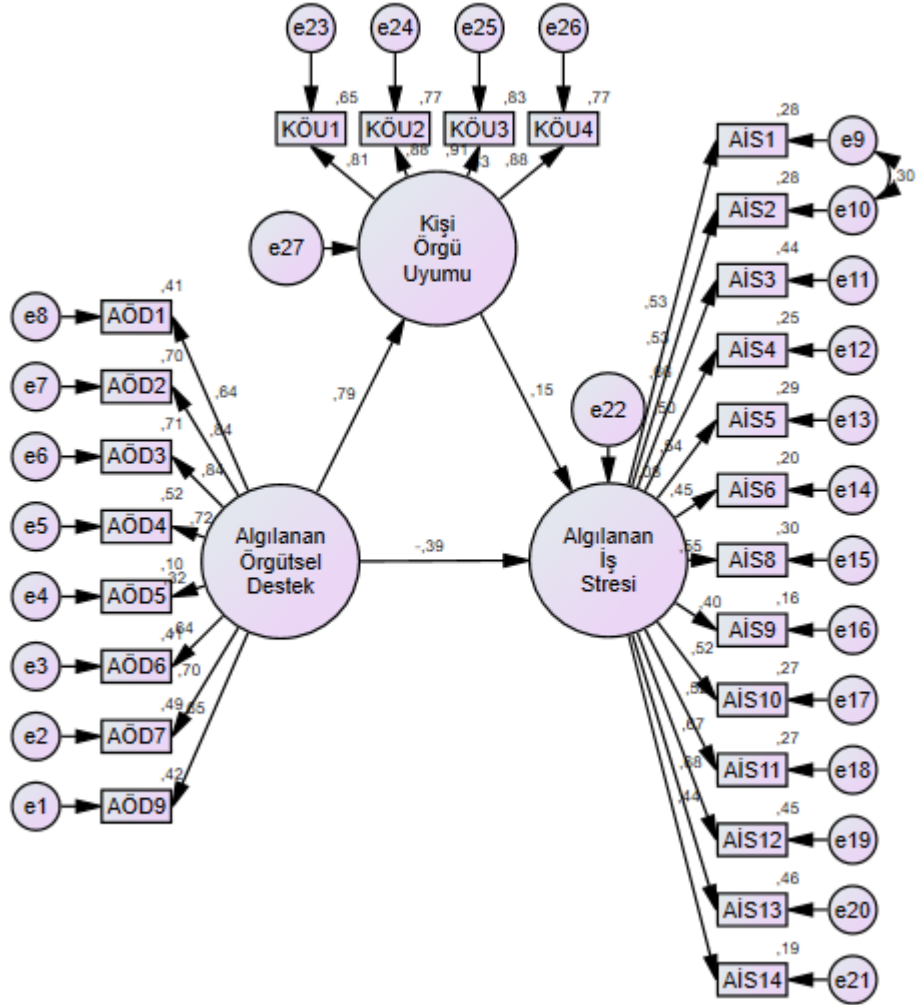 e23
e24
e25
e26
,65
,77
,83
,77
KÖU1
KÖU2
KÖU3
KÖU4
,81
,88
,91
,88
Kişi
Örgü
Uyumu
e27
,28
AİS1
e9
,30
,28
AİS2
e10
,44
AİS3
e11
,25
AİS4
e12
,29
AİS5
e13
,20
AİS6
e14
,30
AİS8
e15
,16
AİS9
e16
,27
AİS10
e17
,27
AİS11
e18
,45
AİS12
e19
,46
AİS13
e20
,19
AİS14
e21
,53
,53
,50
,45
,40
,52
,67
,68
,44
e22
,15
Algılanan
İş
Stresi
,79
-,39
,41
e8
AÖD1
,70
e7
AÖD2
,71
e6
AÖD3
,52
e5
AÖD4
,10
e4
AÖD5
e3
AÖD6
,49
e2
AÖD7
,42
e1
AÖD9
,64
,84
,84
,72
,70
Algılanan
Örgütsel
Destek